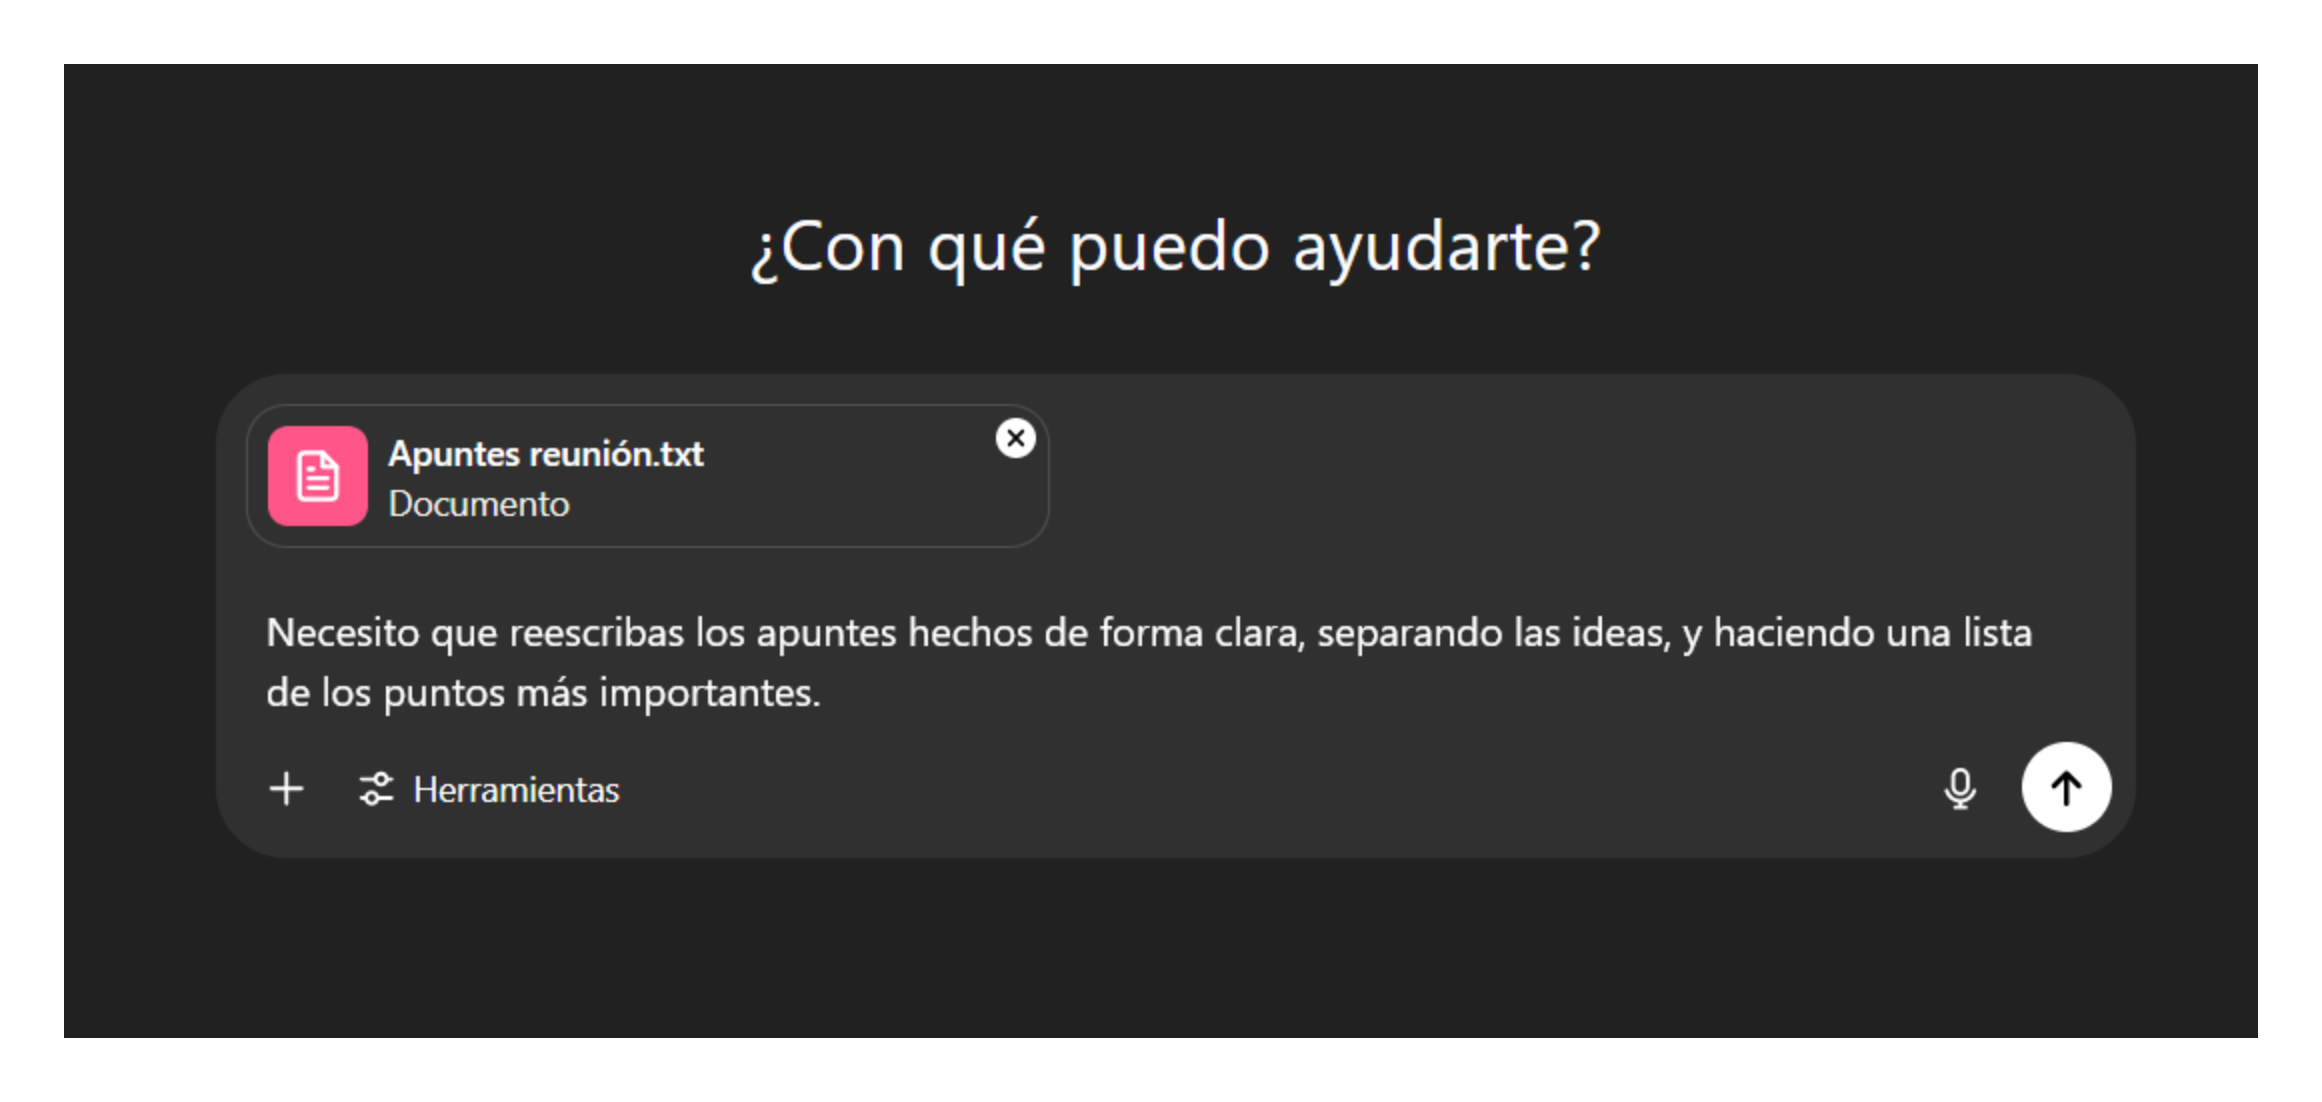 ¿Con qué puedo ayudarte?
Apuntes reunión.txt
Documento
Necesito que reescribas los apuntes hechos de forma clara, separando las ideas, y haciendo una lista
de los puntos más importantes.
Herramientas